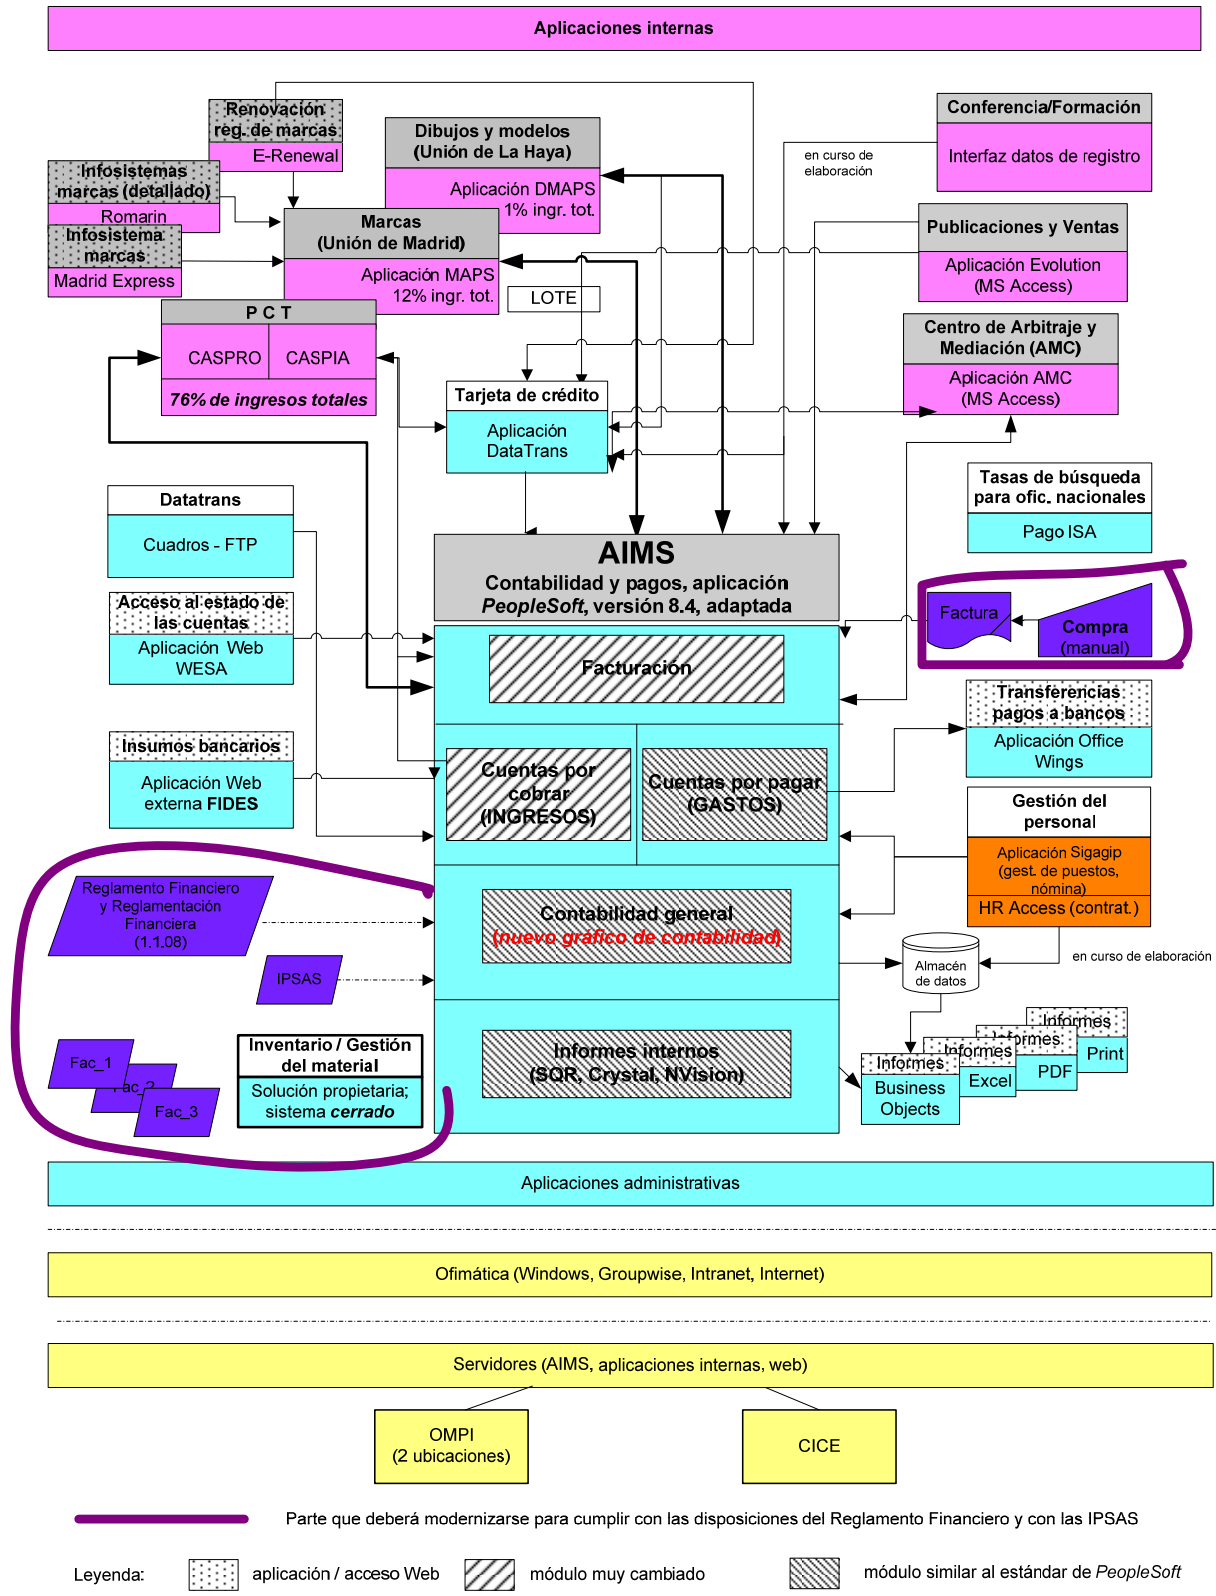 Aplicaciones internas
Renovación
reg. de marcas
E-Renewal
Dibujos y modelos
(Unión de La Haya)
Aplicación DMAPS
1% ingr. tot.
Conferencia/Formación
Interfaz datos de registro
en curso de
elaboración
Infosistemas
marcas (detallado)
Romarin
Infosistema
marcas
Madrid Express
Marcas
(Unión de Madrid)
Aplicación MAPS
12% ingr. tot.
LOTE
Publicaciones y Ventas
Aplicación Evolution
(MS Access)
P C T
CASPRO
CASPIA
76% de ingresos totales
Centro de Arbitraje y
Mediación (AMC)
Aplicación AMC
(MS Access)
Tarjeta de crédito
Aplicación
DataTrans
Tasas de búsqueda
para ofic. nacionales
Pago ISA
Datatrans
Cuadros - FTP
AIMS
Contabilidad y pagos, aplicación
PeopleSoft, versión 8.4, adaptada
Acceso al estado de
las cuentas
Aplicación Web
WESA
Factura
Compra
(manual)
Facturación
Transferencias
pagos a bancos
Aplicación Office
Wings
Insumos bancarios
Aplicación Web
externa FIDES
Cuentas por
cobrar
(INGRESOS)
Cuentas por pagar
(GASTOS)
Gestión del
personal
Aplicación Sigagip
(gest. de puestos,
nómina)
HR Access (contrat.)
Reglamento Financiero
y Reglamentación
Financiera
(1.1.08)
Contabilidad general
(nuevo gráfico de contabilidad)
IPSAS
Almacén
de datos
en curso de elaboración
Fac_1
Fac_2
Fac_3
Inventario / Gestión
del material
Solución propietaria;
sistema cerrado
Informes internos
(SQR, Crystal, NVision)
Informes
Print
Informes
PDF
Informes
Excel
Informes
Business
Objects
Aplicaciones administrativas
Ofimática (Windows, Groupwise, Intranet, Internet)
Servidores (AIMS, aplicaciones internas, web)
OMPI
(2 ubicaciones)
CICE
Parte que deberá modernizarse para cumplir con las disposiciones del Reglamento Financiero y con las IPSAS
Leyenda:
aplicación / acceso Web
módulo muy cambiado
módulo similar al estándar de PeopleSoft